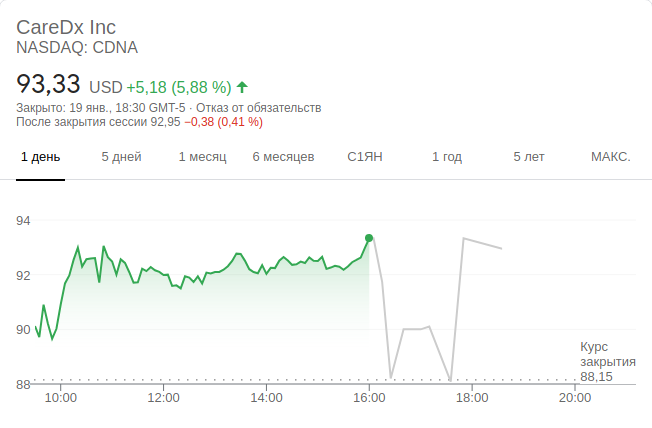 CareDx Inc
NASDAQ: CDNA
93,33 USD +5,18 (5,88 %)
Закрыто: 19 янв., 18:30 GMT-5 · Отказ от обязательств
После закрытия сессии 92,95 −0,38 (0,41 %)
1 день 5 дней 1 месяц 6 месяцев С1ЯН 1 год 5 лет МАКС.
94
92
90
Курс
закрытия
88,15
88
10:00 12:00 14:00 16:00 18:00 20:00